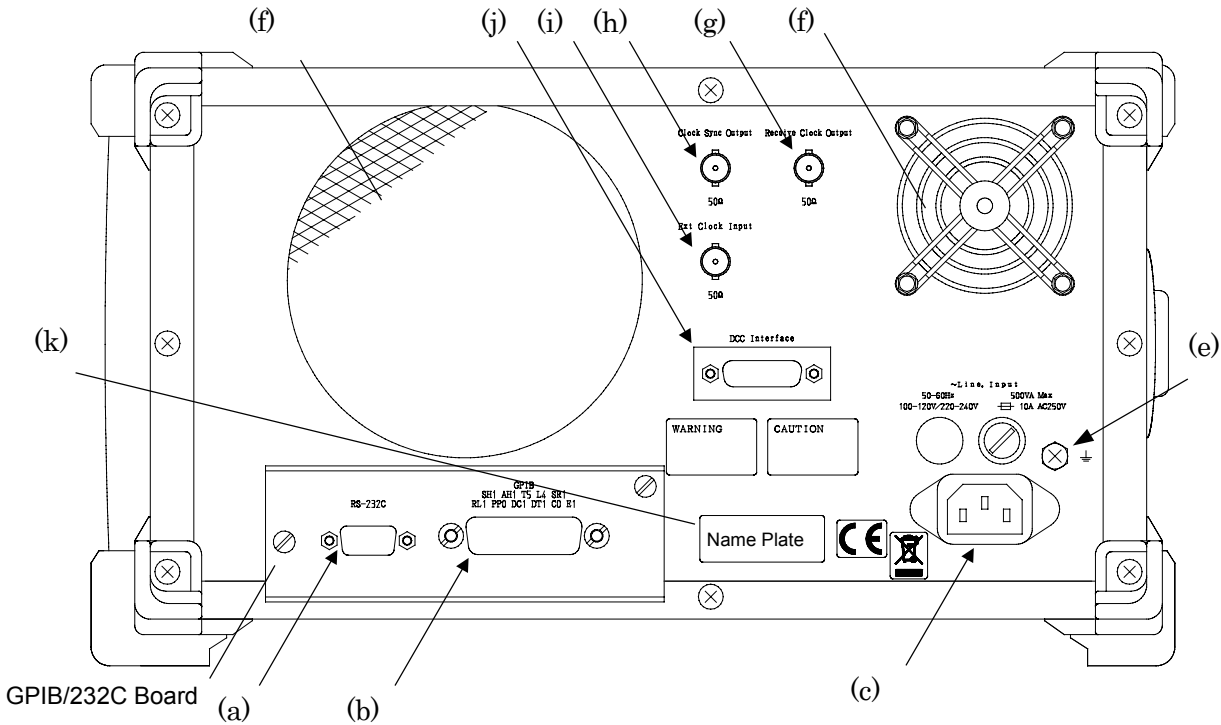 (f)
(j)
(i)
(h)
(g)
(f)
Clock Sync Output
Receive Clock Output
50Ω
50Ω
Ext Clock Input
50Ω
(k)
DCC Interface
(e)
~Line. Input
50-60Hz
500VA Max
100-120V/220-240V
10A AC250V
WARNING
CAUTION
GPIB
SH1 AH1 T5 L4 SR1
RL1 PP0 DC1 DT1 C0 E1
RS-232C
Name Plate
CE
GPIB/232C Board
(a)
(b)
(c)